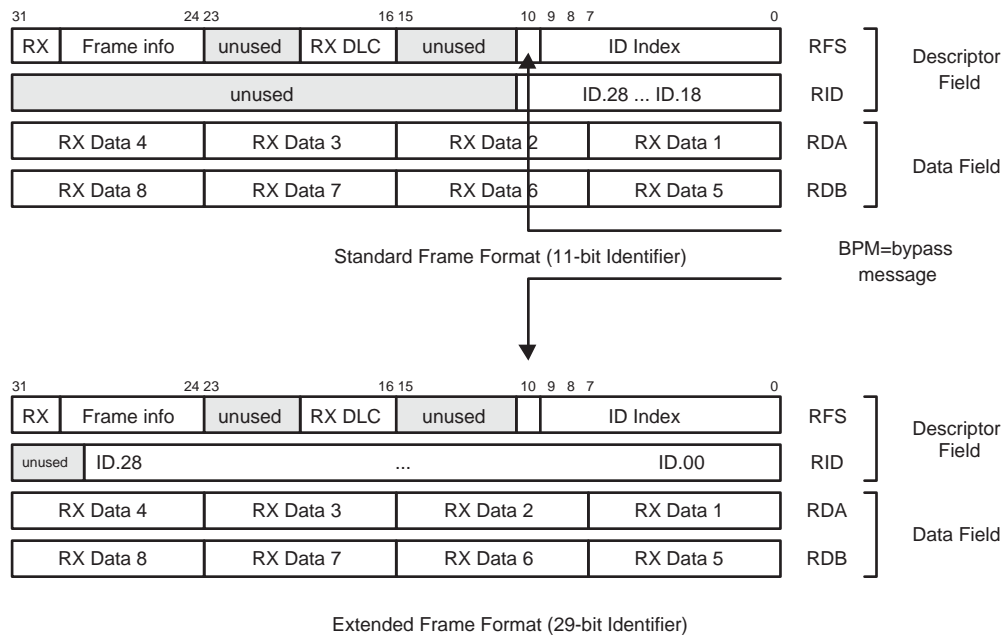 31 24 23 16 15 10 9 8 7 0
RX Frame info unused RX DLC unused ID Index RFS
unused ID.28 ... ID.18 RID
Descriptor
Field
RX Data 4 RX Data 3 RX Data 2 RX Data 1 RDA
RX Data 8 RX Data 7 RX Data 6 RX Data 5 RDB
Data Field
Standard Frame Format (11-bit Identifier)
BPM=bypass
message
31 24 23 16 15 10 9 8 7 0
RX Frame info unused RX DLC unused ID Index RFS
unused ID.28 ... ID.00 RID
Descriptor
Field
RX Data 4 RX Data 3 RX Data 2 RX Data 1 RDA
RX Data 8 RX Data 7 RX Data 6 RX Data 5 RDB
Data Field
Extended Frame Format (29-bit Identifier)